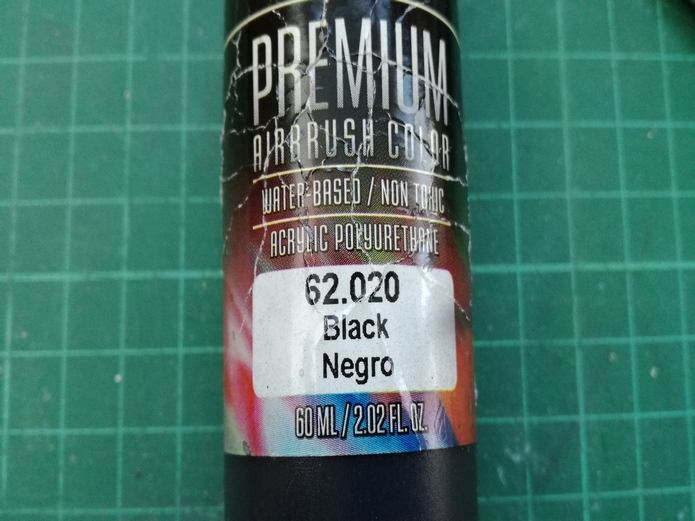 PREMIUM
AIRBRUSH COLOR
WATER-BASED / NON TOXIC
ACRYLIC POLYURETHANE
62.020
Black
Negro
60 ML / 2.02 FL. OZ.